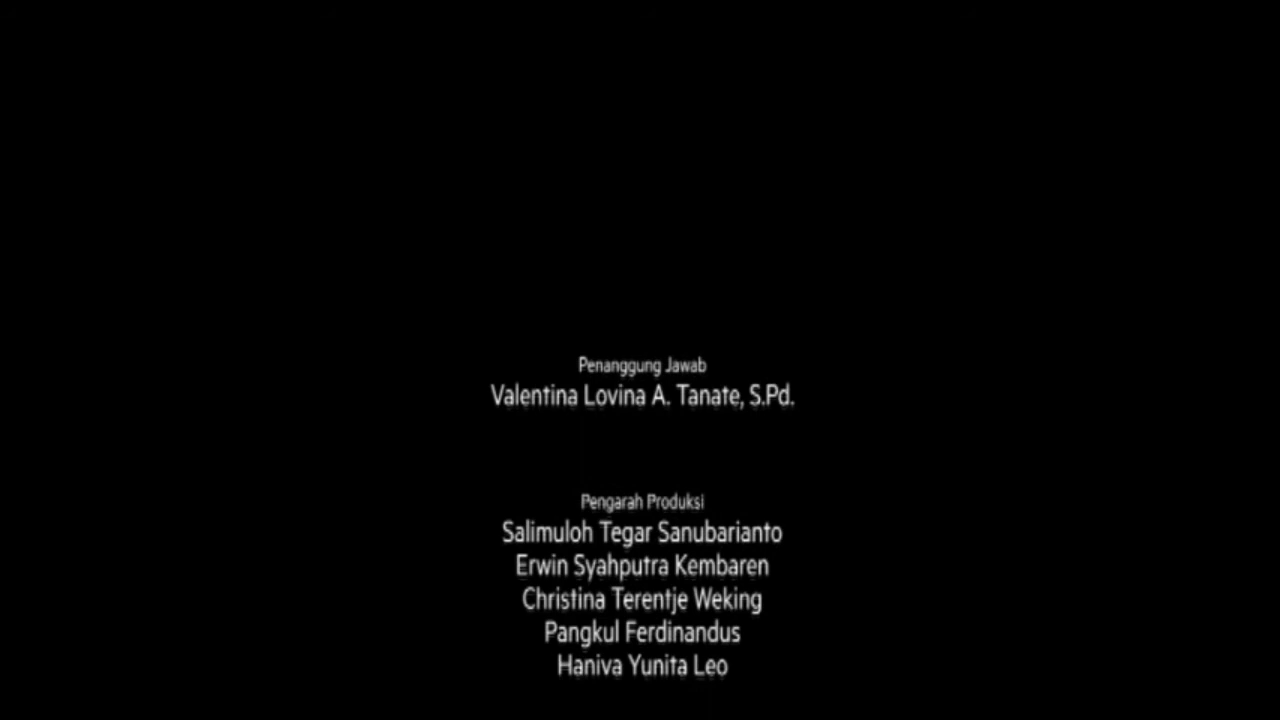 Penanggung Jawab
Valentina Lovina A. Tanate, S.Pd.
Pengarah Produksi
Salimuloh Tegar Sanubarianto
Erwin Syahputra Kembaren
Christina Terentje Weking
Pangkul Ferdinandus
Haniva Yunita Leo